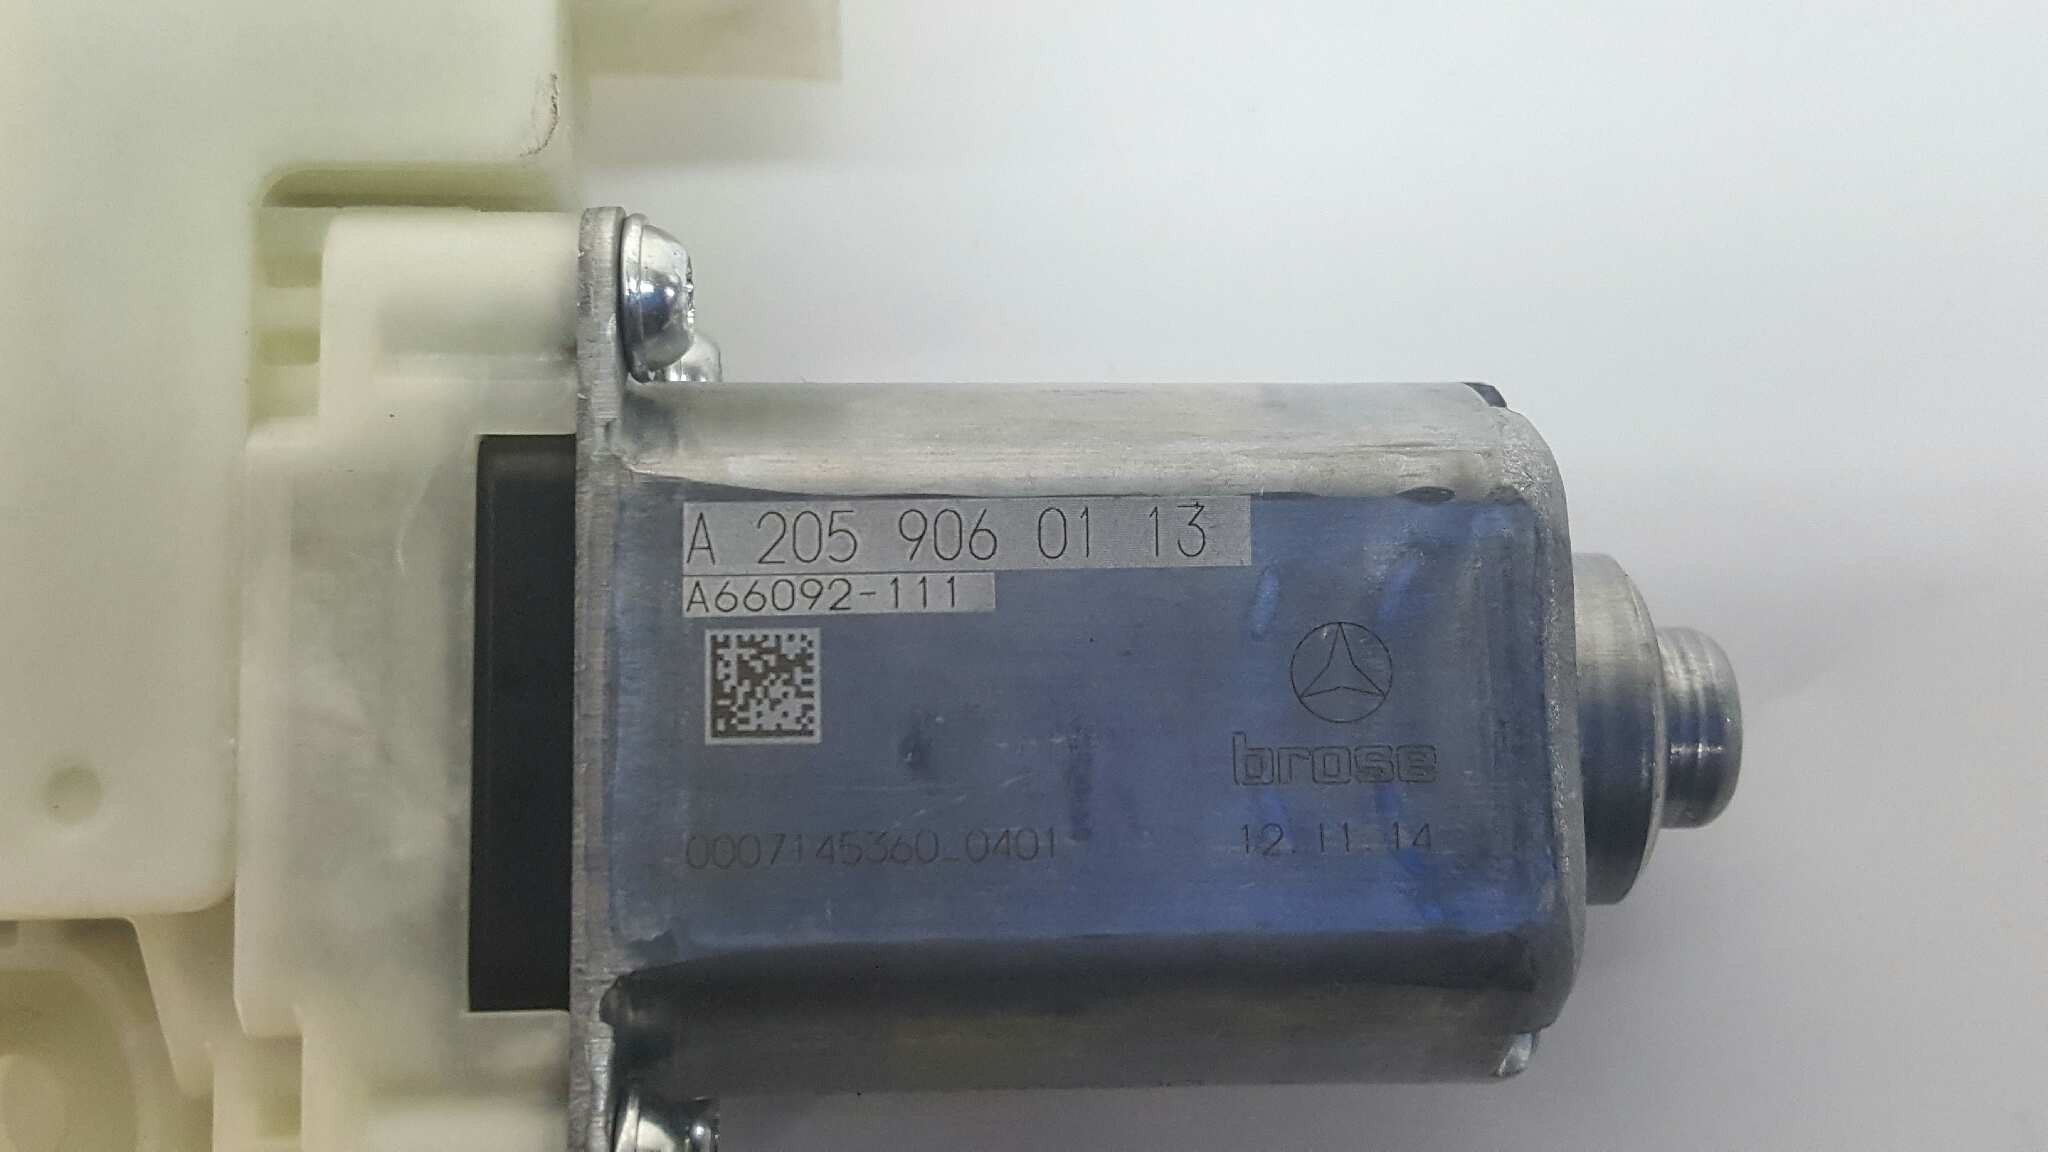 A 205 906 01 13
A66092-111
brose
0007145360_0401
12.11.14